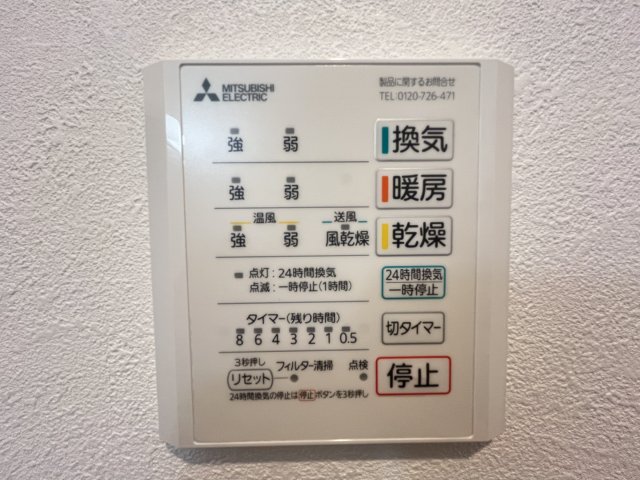 MITSUBISHI
ELECTRIC
製品に関するお問合せ
TEL:0120-726-471
強 弱 換気
強 弱 暖房
温風 送風
強 弱 風乾燥 乾燥
点灯:24時間換気
点滅:一時停止(1時間)
24時間換気
一時停止
タイマー(残り時間)
8 6 4 3 2 1 0.5
切タイマー
3秒押し
リセット フィルター清掃 点検
停止
24時間換気の停止は停止ボタンを3秒押し